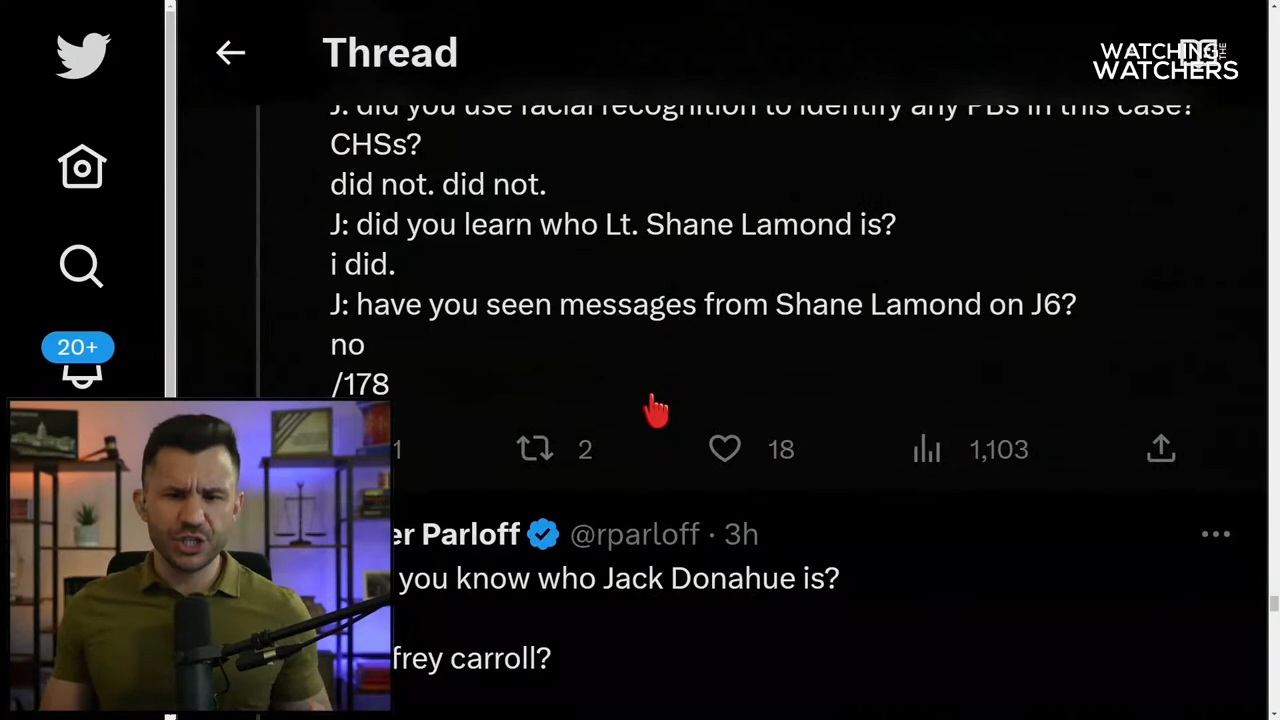 Thread
WATCHING THE
WATCHERS
J: did you use facial recognition to identify any PBs in this case?
CHSs?
did not. did not.
J: did you learn who Lt. Shane Lamond is?
i did.
J: have you seen messages from Shane Lamond on J6?
no
/178
20+
1
2
18
1,103
er Parloff @rparloff · 3h
you know who Jack Donahue is?
frey carroll?